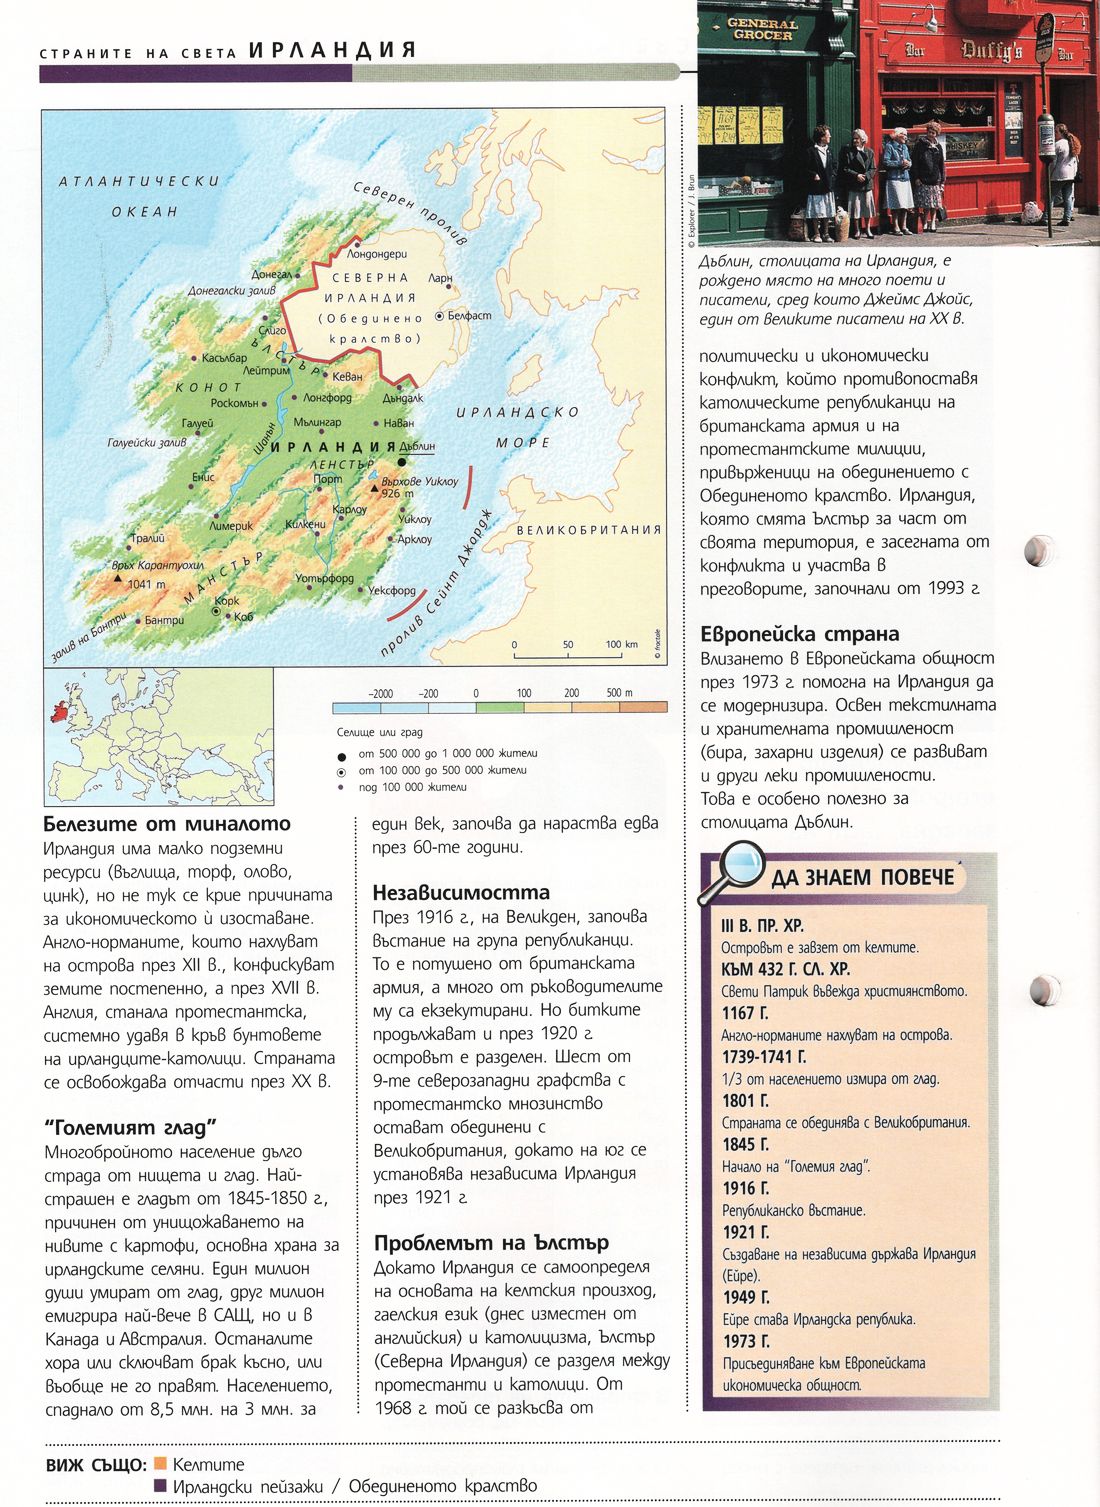 СТРАНИТЕ НА СВЕТА ИРЛАНДИЯ
GENERAL
GROCER
Bar
Duffy's
Bar
WHISKEY
© Explorer / J. Brun
Дъблин, столицата на Ирландия, е
рождено място на много поети и
писатели, сред които Джеймс Джойс,
един от великите писатели на XX в.
АТЛАНТИЧЕСКИ
ОКЕАН
Северен пролив
Лондондери
Донегал
СЕВЕРНА
ИРЛАНДИЯ
(Обединено
кралство)
Ларн
Белфаст
Донегалски залив
Слиго
ЪЛСТЪР
Касълбар
Лейтрим
Кеван
КОНОТ
Дъндалк
Роскомън
Лонгфорд
ИРЛАНДСКО
МОРЕ
Галуей
Мълингар
Наван
Шанън
Галуейски залив
ИРЛАНДИЯ
Дъблин
ЛЕНСТЪР
Енис
Порт
Върхове Уиклоу
926 m
Карлоу
Уиклоу
Лимерик
Килкени
ВЕЛИКОБРИТАНИЯ
Тралий
Арклоу
Връх Карантуохил
1041 m
МАНСТЪР
Уотърфорд
Уексфорд
Корк
Коб
Бантри
залив на Бантри
пролив Сейнт Джардж
0 50 100 km
© fractale
−2000 −200 0 100 200 500 m
Селище или град
от 500 000 до 1 000 000 жители
от 100 000 до 500 000 жители
под 100 000 жители
Белезите от миналото
Ирландия има малко подземни
ресурси (въглища, торф, олово,
цинк), но не тук се крие причината
за икономическото ѝ изоставане.
Англо-норманите, които нахлуват
на острова през XII в., конфискуват
земите постепенно, а през XVII в.
Англия, станала протестантска,
системно удавя в кръв бунтовете
на ирландците-католици. Страната
се освобождава отчасти през XX в.
“Големият глад”
Многобройното население дълго
страда от нищета и глад. Най-
страшен е гладът от 1845-1850 г.,
причинен от унищожаването на
нивите с картофи, основна храна за
ирландските селяни. Един милион
души умират от глад, друг милион
емигрира най-вече в САЩ, но и в
Канада и Австралия. Останалите
хора или сключват брак късно, или
въобще не го правят. Населението,
спаднало от 8,5 млн. на 3 млн. за
един век, започва да нараства едва
през 60-те години.
Независимостта
През 1916 г., на Великден, започва
въстание на група републиканци.
То е потушено от британската
армия, а много от ръководителите
му са екзекутирани. Но битките
продължават и през 1920 г.
островът е разделен. Шест от
9-те северозападни графства с
протестантско мнозинство
остават обединени с
Великобритания, докато на юг се
установява независима Ирландия
през 1921 г.
Проблемът на Ълстър
Докато Ирландия се самоопределя
на основата на келтския произход,
гаелския език (днес изместен от
английския) и католицизма, Ълстър
(Северна Ирландия) се разделя между
протестанти и католици. От
1968 г. той се разкъсва от
политически и икономически
конфликт, който противопоставя
католическите републиканци на
британската армия и на
протестантските милиции,
привърженици на обединението с
Обединеното кралство. Ирландия,
която смята Ълстър за част от
своята територия, е засегната от
конфликта и участва в
преговорите, започнали от 1993 г.
Европейска страна
Влизането в Европейската общност
през 1973 г. помогна на Ирландия да
се модернизира. Освен текстилната
и хранителната промишленост
(бира, захарни изделия) се развиват
и други леки промишлености.
Това е особено полезно за
столицата Дъблин.
ДА ЗНАЕМ ПОВЕЧЕ
III В. ПР. ХР.
Островът е завзет от келтите.
КЪМ 432 Г. СЛ. ХР.
Свети Патрик въвежда християнството.
1167 Г.
Англо-норманите нахлуват на острова.
1739-1741 Г.
1/3 от населението измира от глад.
1801 Г.
Страната се обединява с Великобритания.
1845 Г.
Начало на “Големия глад”.
1916 Г.
Републиканско въстание.
1921 Г.
Създаване на независима държава Ирландия
(Ейре).
1949 Г.
Ейре става Ирландска република.
1973 Г.
Присъединяване към Европейската
икономическа общност.
ВИЖ СЪЩО: Келтите
Ирландски пейзажи / Обединеното кралство